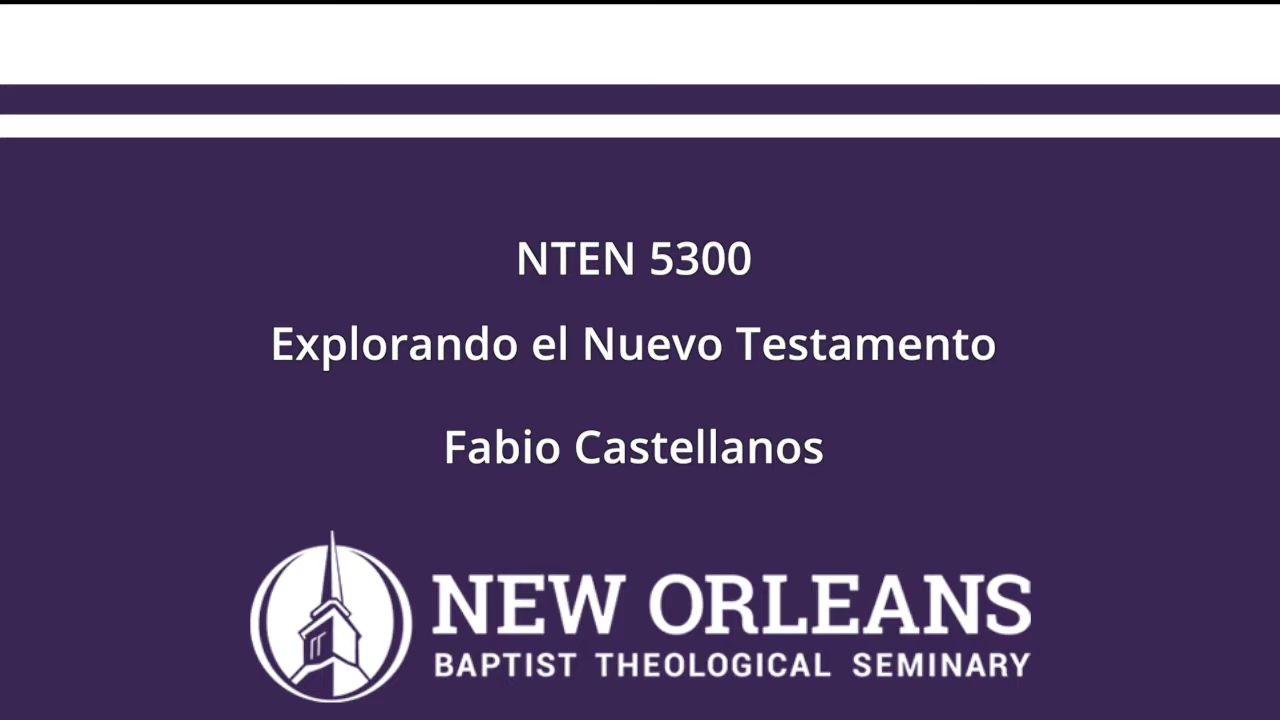 NTEN 5300
Explorando el Nuevo Testamento
Fabio Castellanos
NEW ORLEANS
BAPTIST THEOLOGICAL SEMINARY